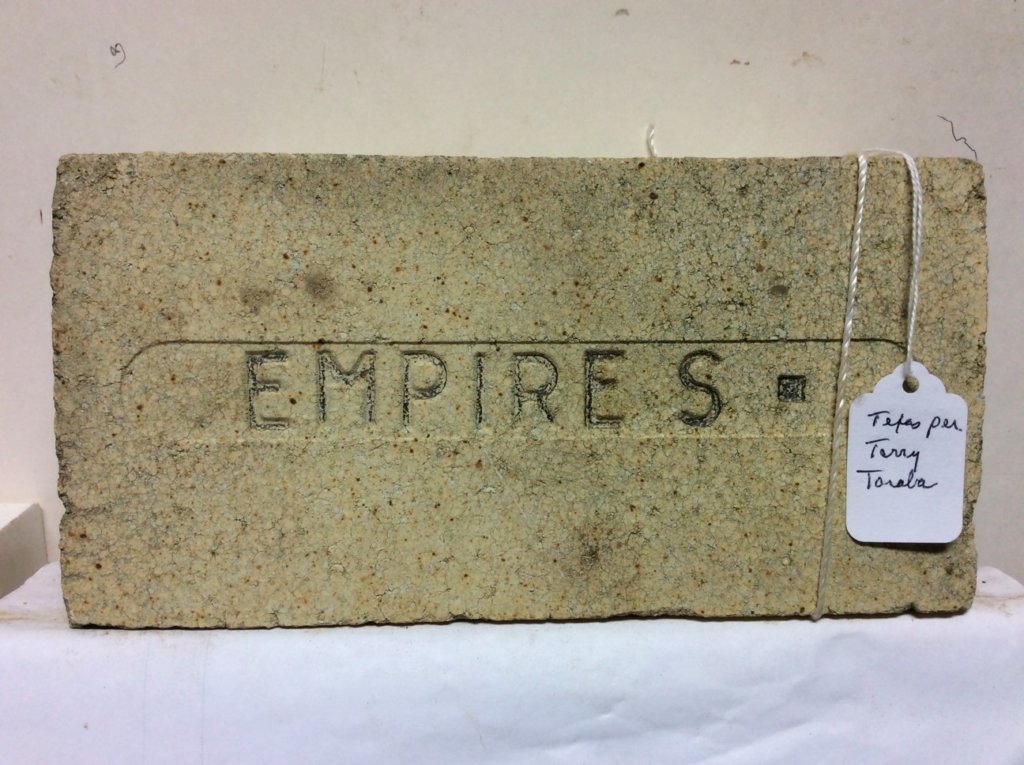 EMPIRE S
Texas per.
Terry
Toraba